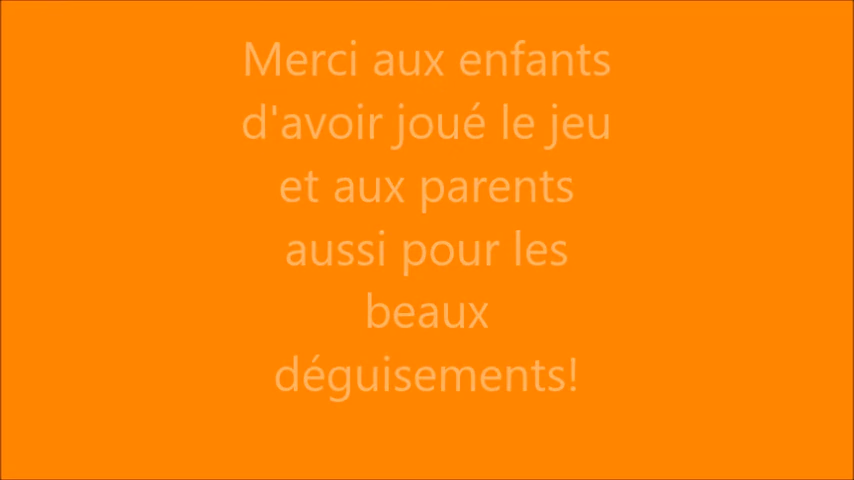 Merci aux enfants
d'avoir joué le jeu
et aux parents
aussi pour les
beaux
déguisements!